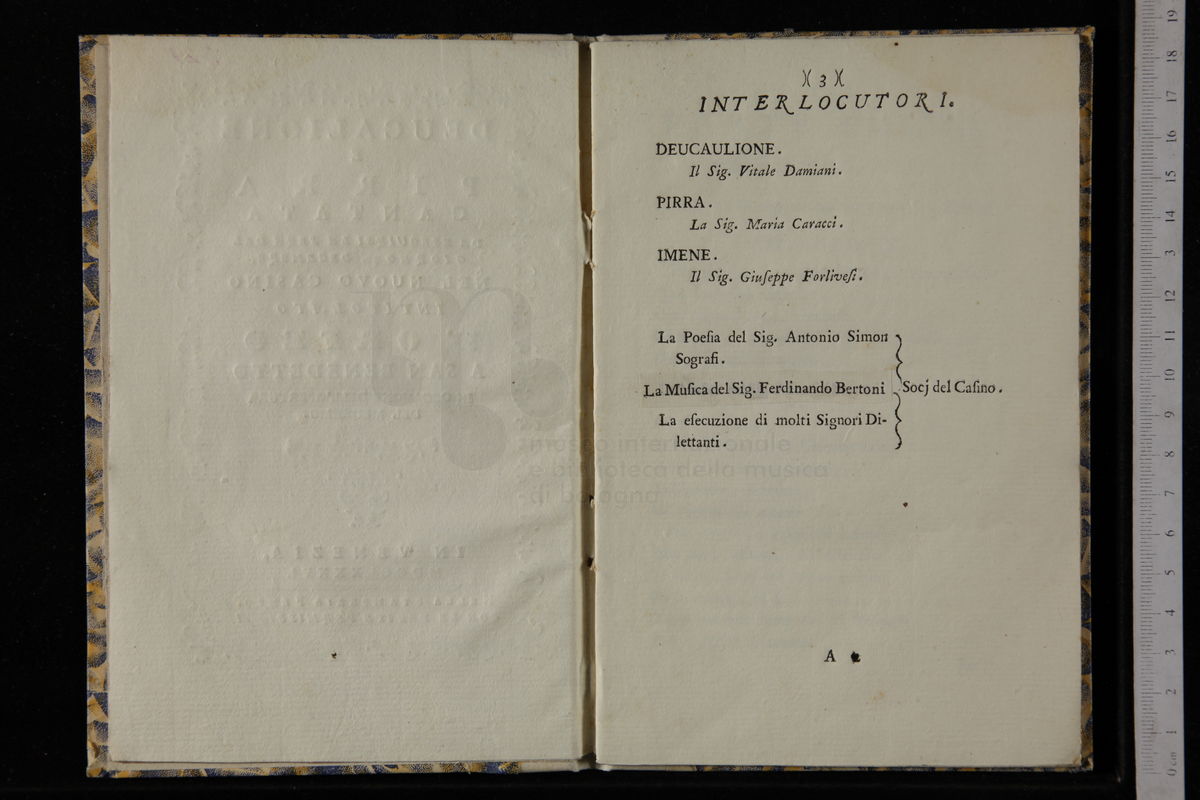 )( 3 )(
INTERLOCUTORI.
DEUCAULIONE.
Il Sig. Vitale Damiani.
PIRRA.
La Sig. Maria Caracci.
IMENE.
Il Sig. Giuſeppe Forliveſi.
La Poeſia del Sig. Antonio Simon
Sografi.
La Muſica del Sig. Ferdinando Bertoni
Socj del Caſino.
La eſecuzione di molti Signori Di-
lettanti.
A
museo internazionale
e biblioteca della musica
di bologna